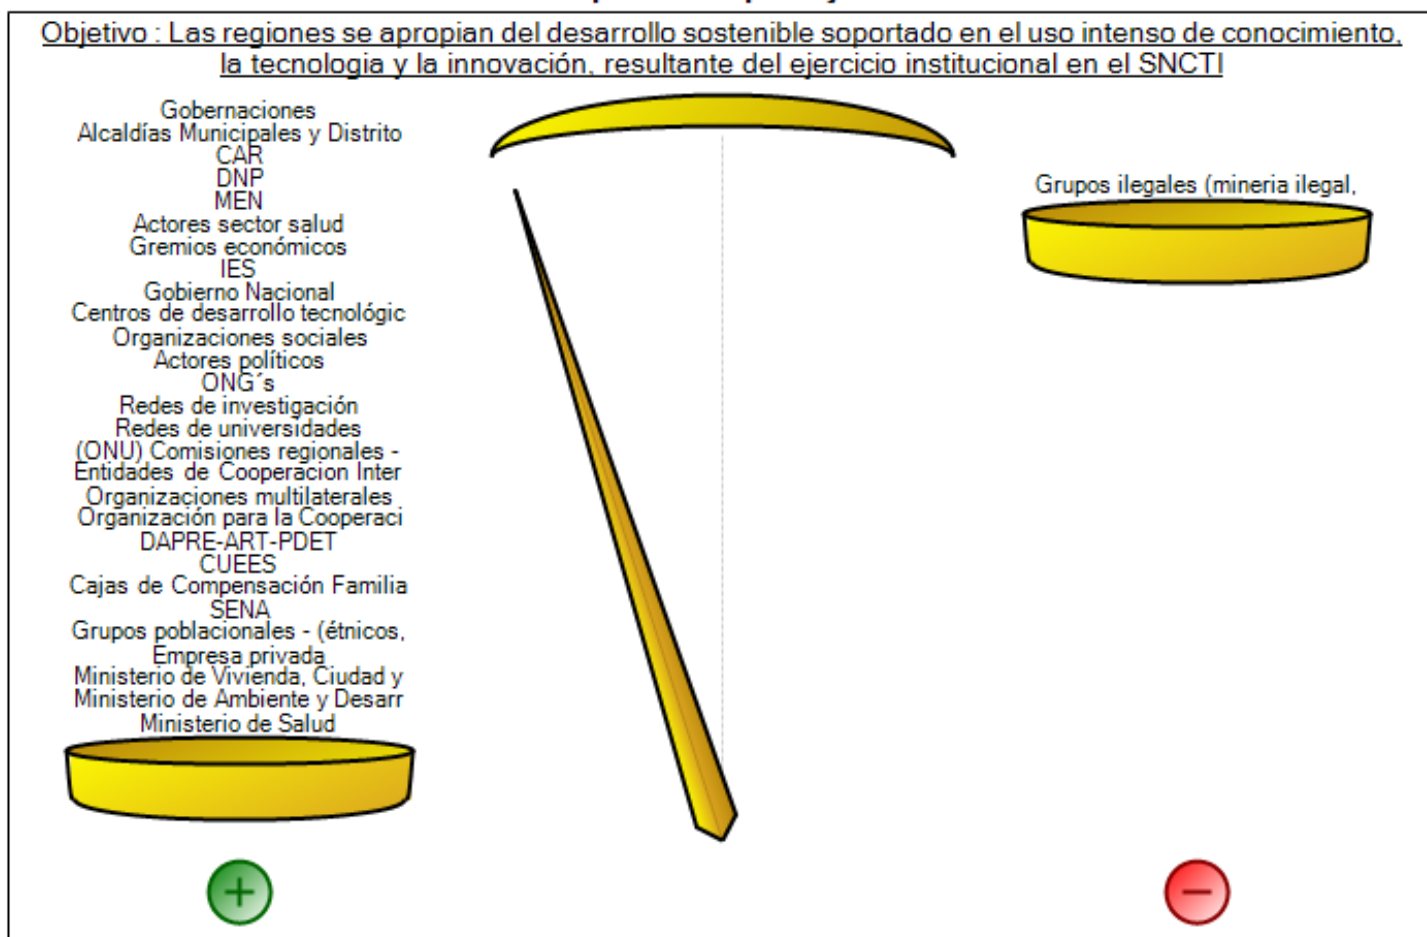 Objetivo : Las regiones se apropian del desarrollo sostenible soportado en el uso intenso de conocimiento,
la tecnologia y la innovación, resultante del ejercicio institucional en el SNCTI
Gobernaciones
Alcaldías Municipales y Distrito
CAR
DNP
MEN
Actores sector salud
Gremios económicos
IES
Gobierno Nacional
Centros de desarrollo tecnológic
Organizaciones sociales
Actores políticos
ONG´s
Redes de investigación
Redes de universidades
(ONU) Comisiones regionales -
Entidades de Cooperacion Inter
Organizaciones multilaterales
Organización para la Cooperaci
DAPRE-ART-PDET
CUEES
Cajas de Compensación Familia
SENA
Grupos poblacionales - (étnicos,
Empresa privada
Ministerio de Vivienda, Ciudad y
Ministerio de Ambiente y Desarr
Ministerio de Salud
Grupos ilegales (mineria ilegal,